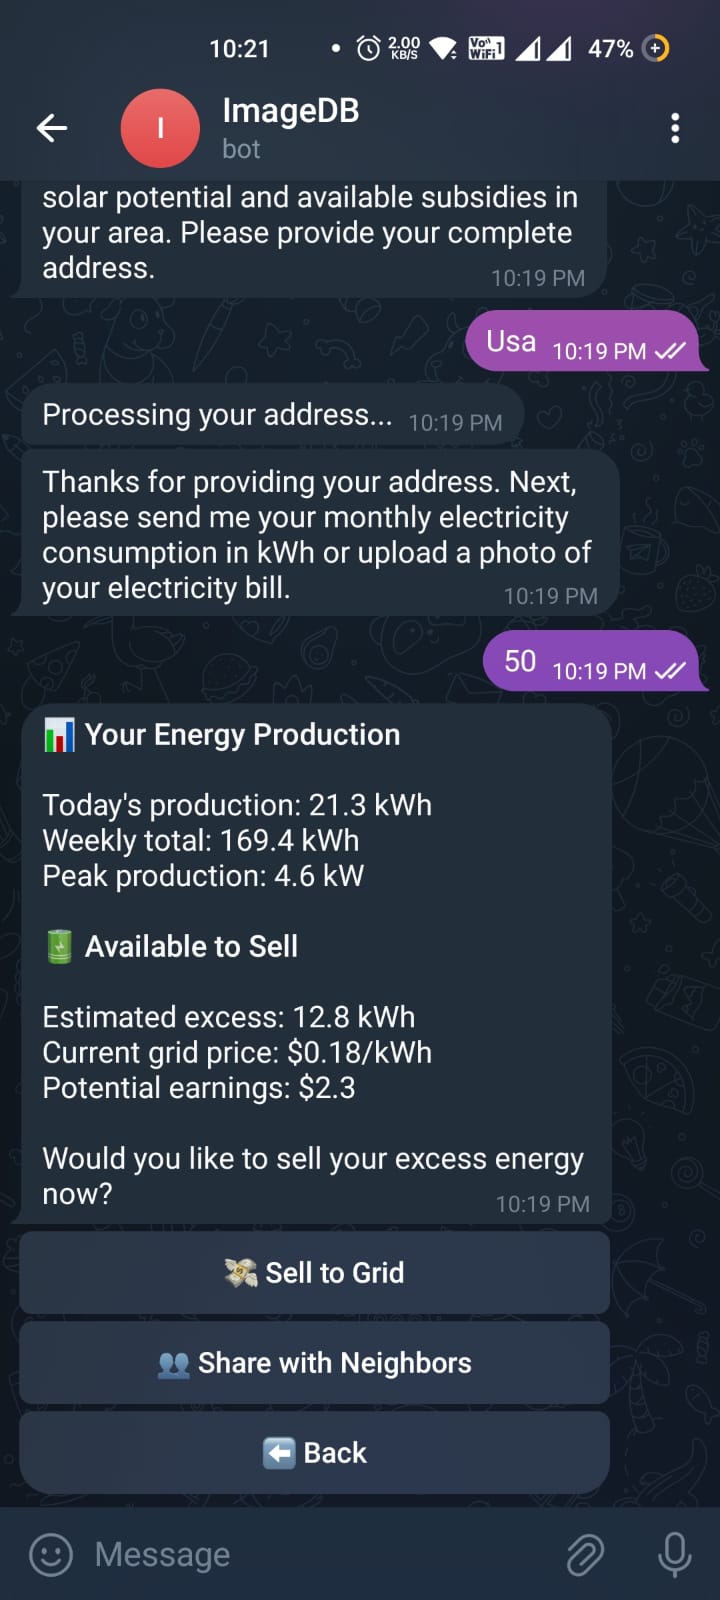 10:21
2.00
KB/S
Vo))
WiFi 1
47%
I
ImageDB
bot
solar potential and available subsidies in
your area. Please provide your complete
address.
10:19 PM
Usa 10:19 PM
Processing your address... 10:19 PM
Thanks for providing your address. Next,
please send me your monthly electricity
consumption in kWh or upload a photo of
your electricity bill.
10:19 PM
50 10:19 PM
📊 Your Energy Production
Today's production: 21.3 kWh
Weekly total: 169.4 kWh
Peak production: 4.6 kW
🔋 Available to Sell
Estimated excess: 12.8 kWh
Current grid price: $0.18/kWh
Potential earnings: $2.3
Would you like to sell your excess energy
now?
10:19 PM
💸 Sell to Grid
👥 Share with Neighbors
⬅️ Back
Message